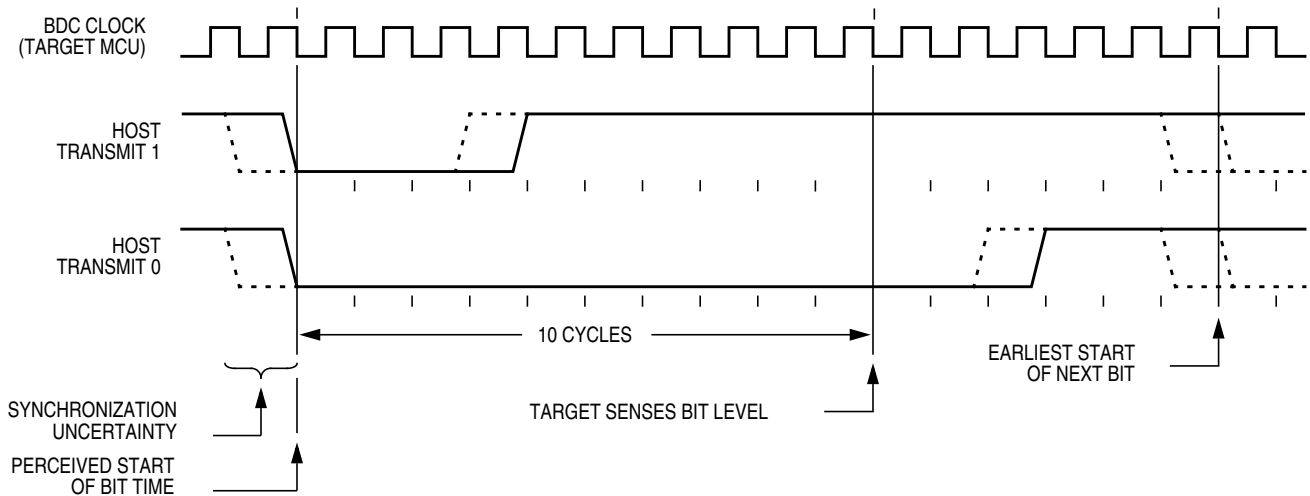 BDC CLOCK
(TARGET MCU)
HOST
TRANSMIT 1
HOST
TRANSMIT 0
10 CYCLES
EARLIEST START
OF NEXT BIT
SYNCHRONIZATION
UNCERTAINTY
TARGET SENSES BIT LEVEL
PERCEIVED START
OF BIT TIME